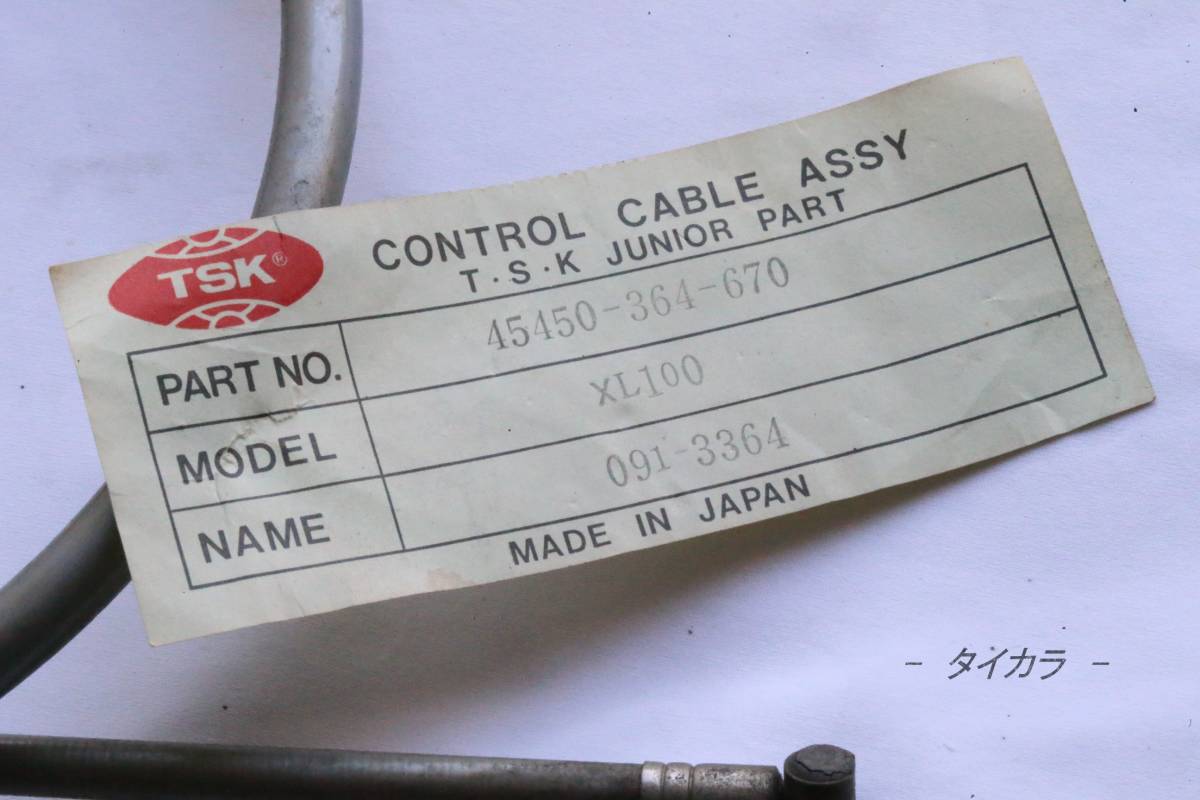 TSK®
CONTROL CABLE ASSY
T·S·K JUNIOR PART
PART NO. 45450-364-670
MODEL XL100
NAME 091-3364
MADE IN JAPAN
- タイカラ -